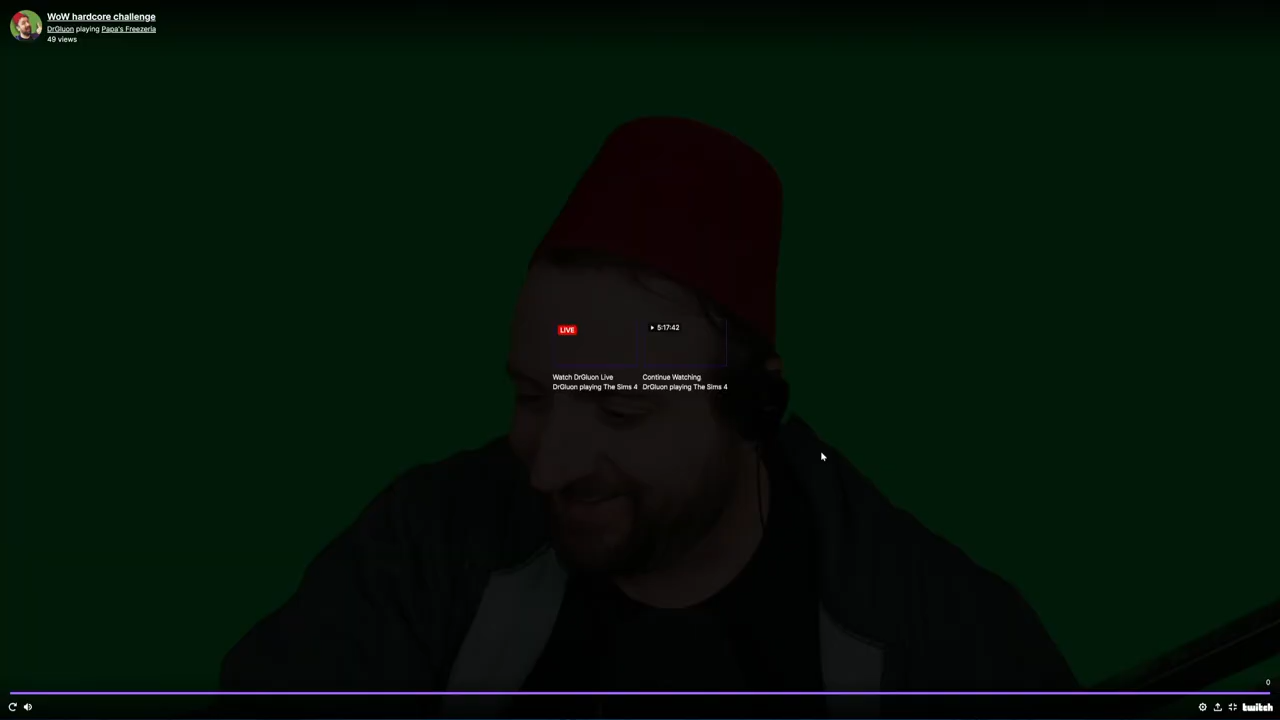 WoW hardcore challenge
DrGluon playing Papa's Freezeria
49 views
LIVE
5:17:42
Watch DrGluon Live
DrGluon playing The Sims 4
Continue Watching
DrGluon playing The Sims 4
0
twitch